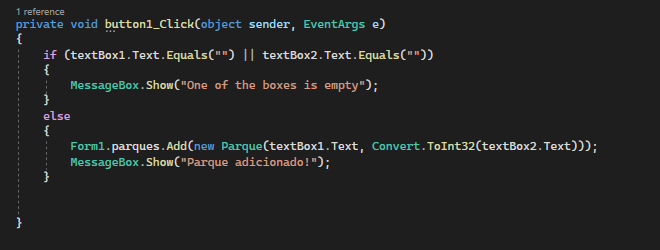 1 reference
private void button1_Click(object sender, EventArgs e)
{
if (textBox1.Text.Equals("") || textBox2.Text.Equals(""))
{
MessageBox.Show("One of the boxes is empty");
}
else
{
Form1.parques.Add(new Parque(textBox1.Text, Convert.ToInt32(textBox2.Text)));
MessageBox.Show("Parque adicionado!");
}
}